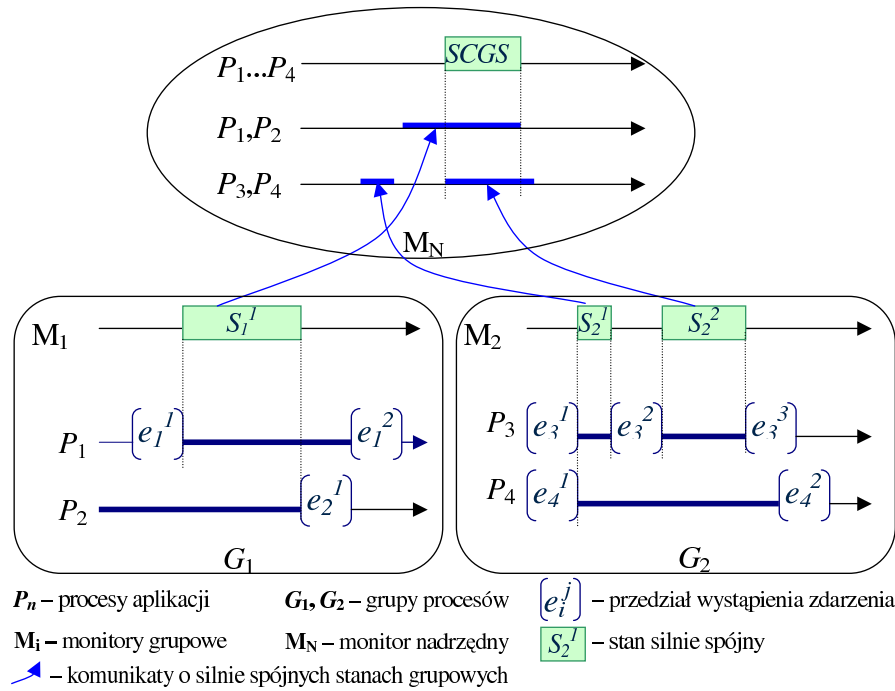 SCGS
P1...P4
P1,P2
P3,P4
MN
M1 S1^1
M2 S2^1 S2^2
P1 e1^1 e1^2
P3 e3^1 e3^2 e3^3
P2 e2^1
P4 e4^1 e4^2
G1
G2
Pn – procesy aplikacji
G1, G2 – grupy procesów
ei^j – przedział wystąpienia zdarzenia
Mi – monitory grupowe
MN – monitor nadrzędny
S2^1 – stan silnie spójny
– komunikaty o silnie spójnych stanach grupowych